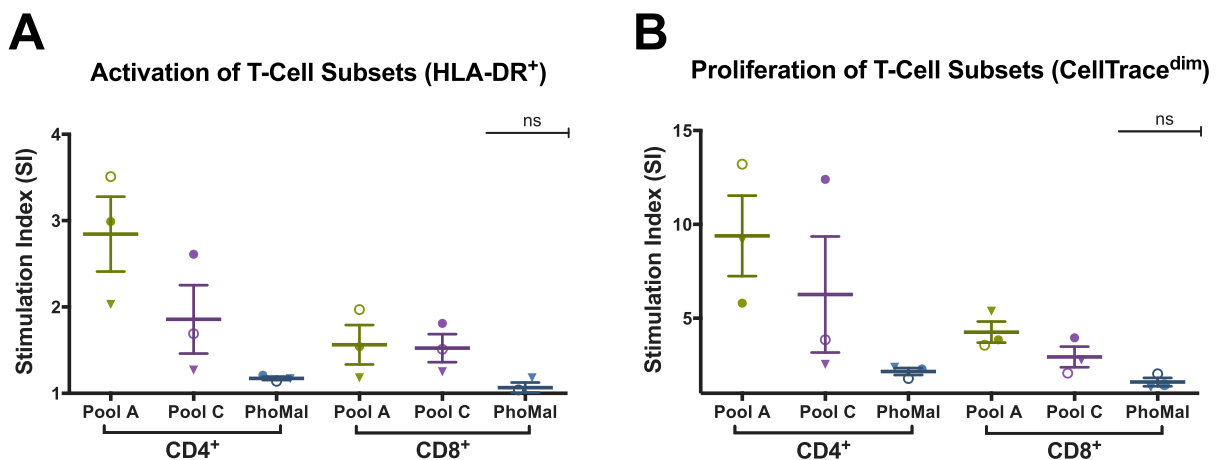 A
Activation of T-Cell Subsets (HLA-DR+)
ns
Stimulation Index (SI)
4
3
2
1
Pool A Pool C PhoMal Pool A Pool C PhoMal
CD4+ CD8+
B
Proliferation of T-Cell Subsets (CellTracedim)
ns
Stimulation Index (SI)
15
10
5
Pool A Pool C PhoMal Pool A Pool C PhoMal
CD4+ CD8+